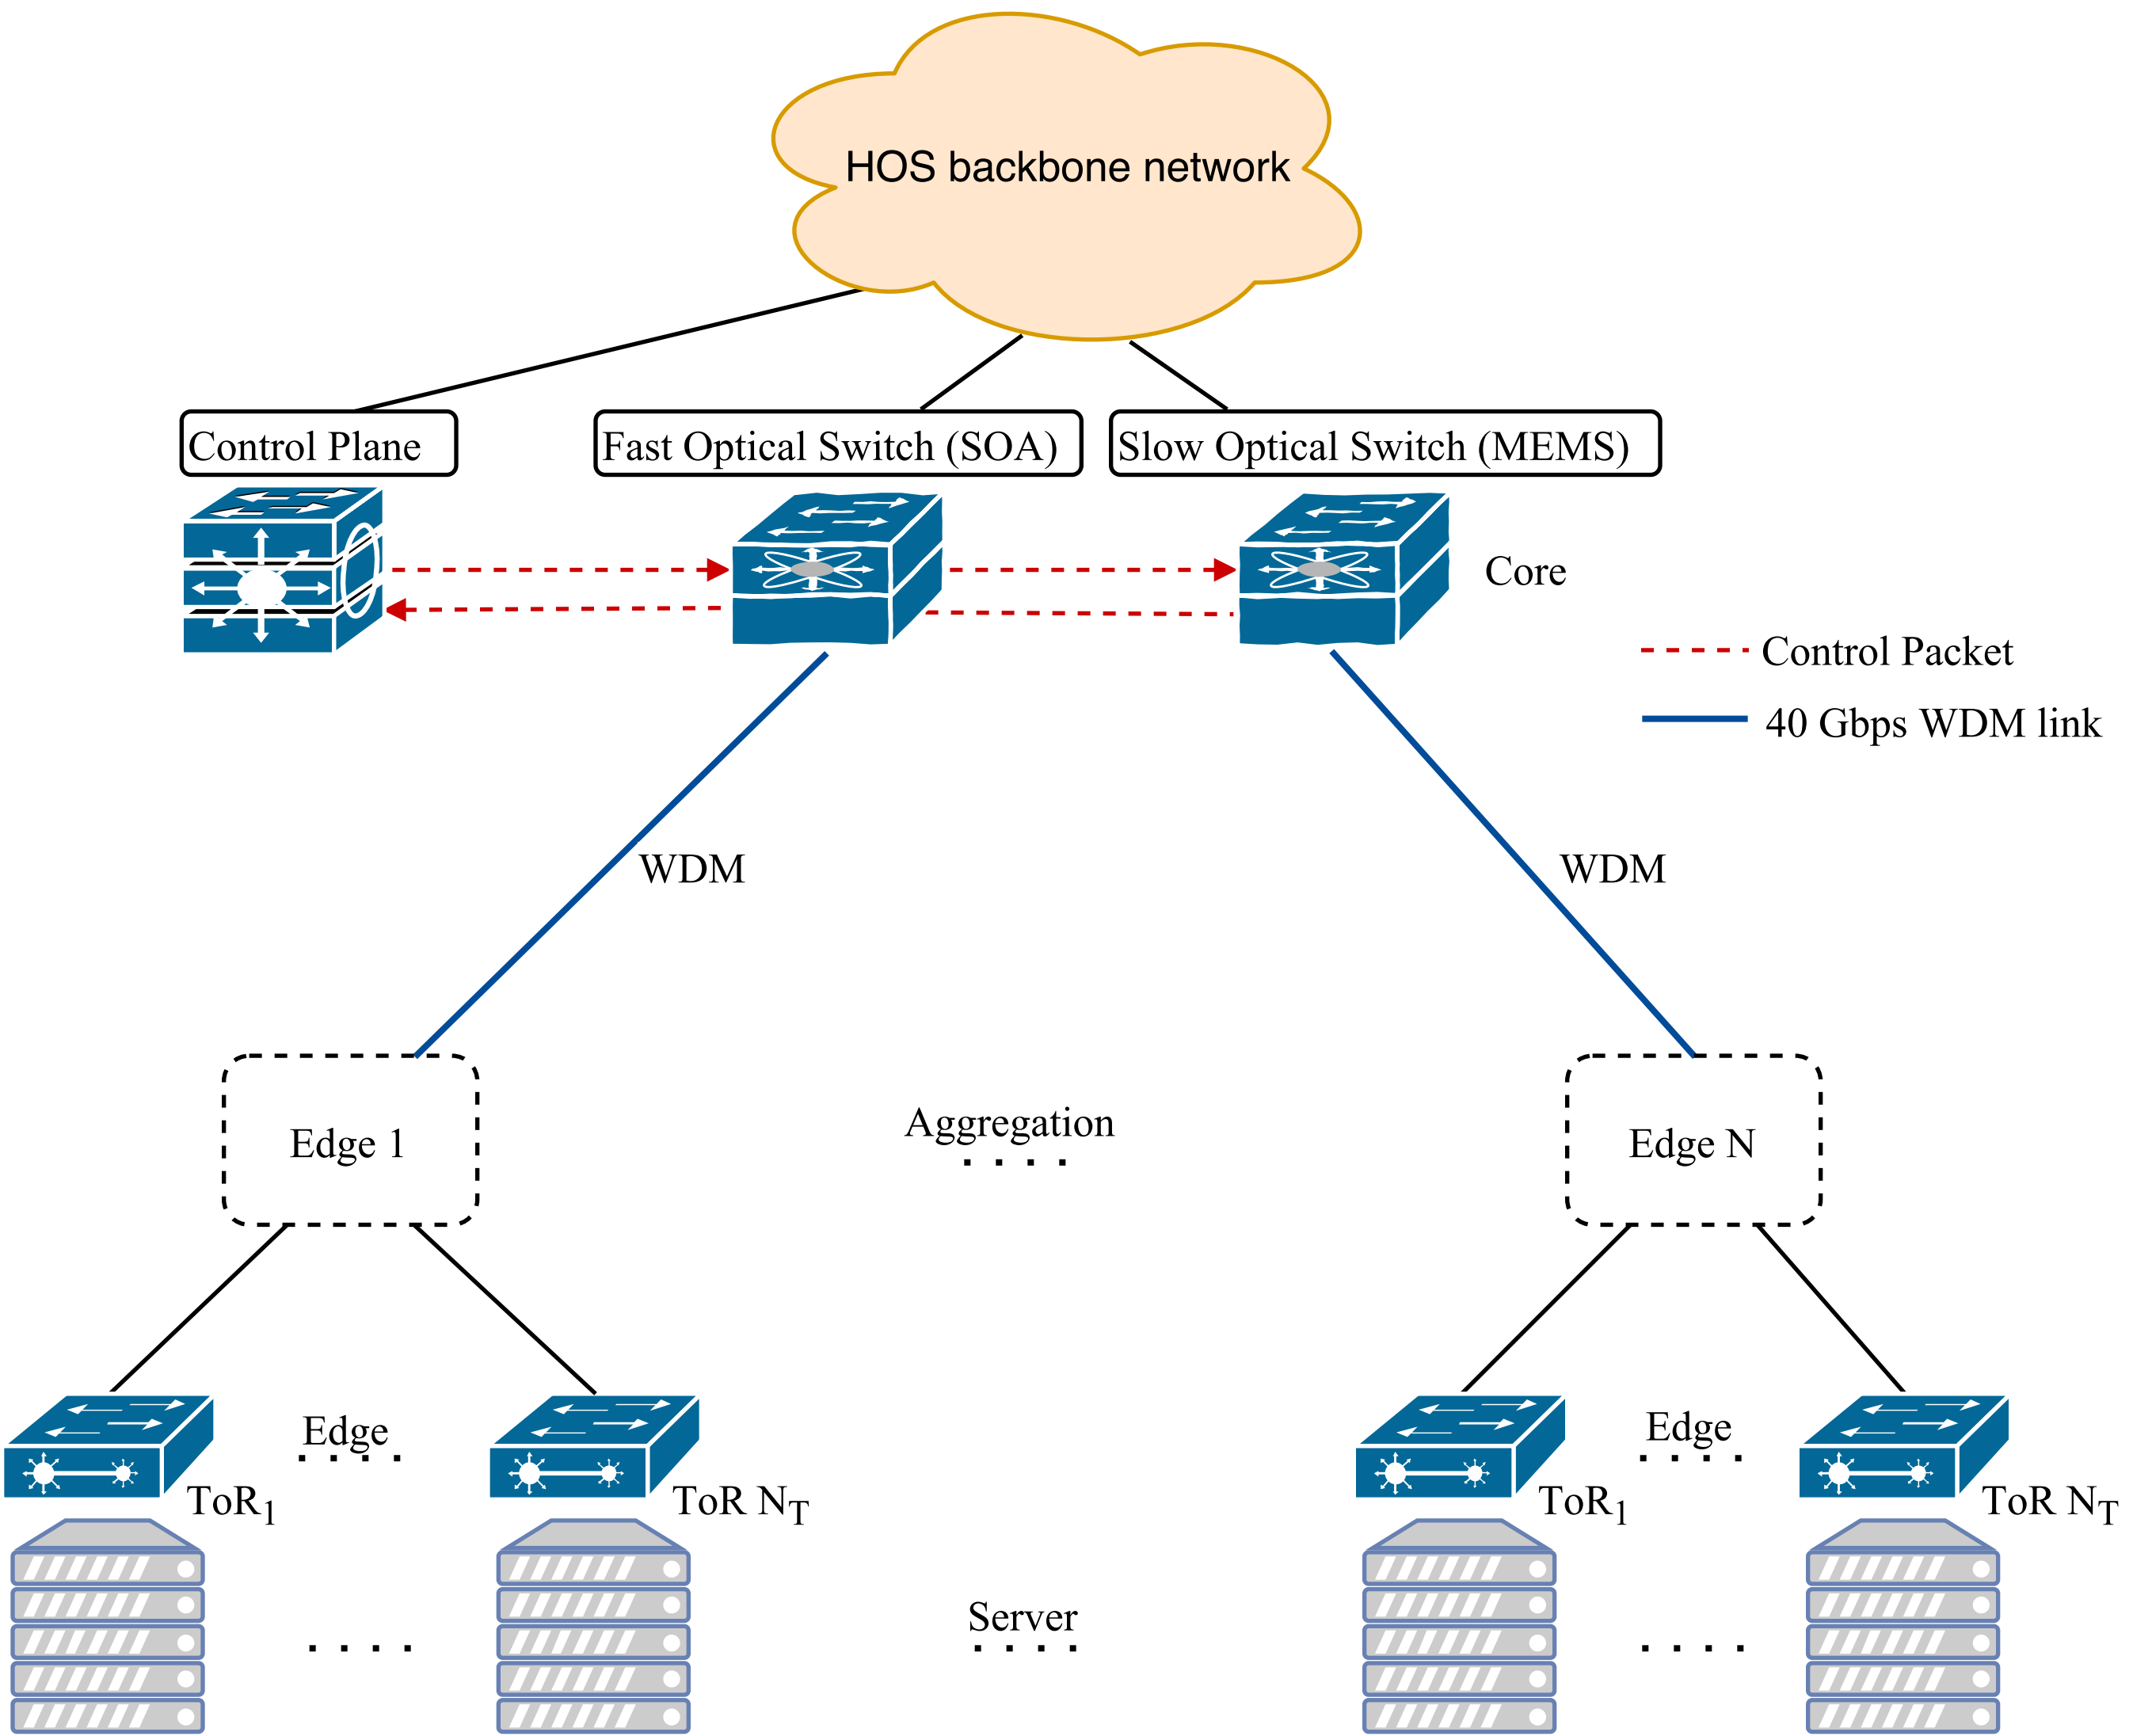 HOS backbone network
Control Plane
Fast Optical Switch (SOA)
Slow Optical Switch (MEMS)
Core
Control Packet
40 Gbps WDM link
WDM
WDM
Edge 1
Aggregation
Edge N
Edge
Edge
ToR1
ToR NT
ToR1
ToR NT
Server